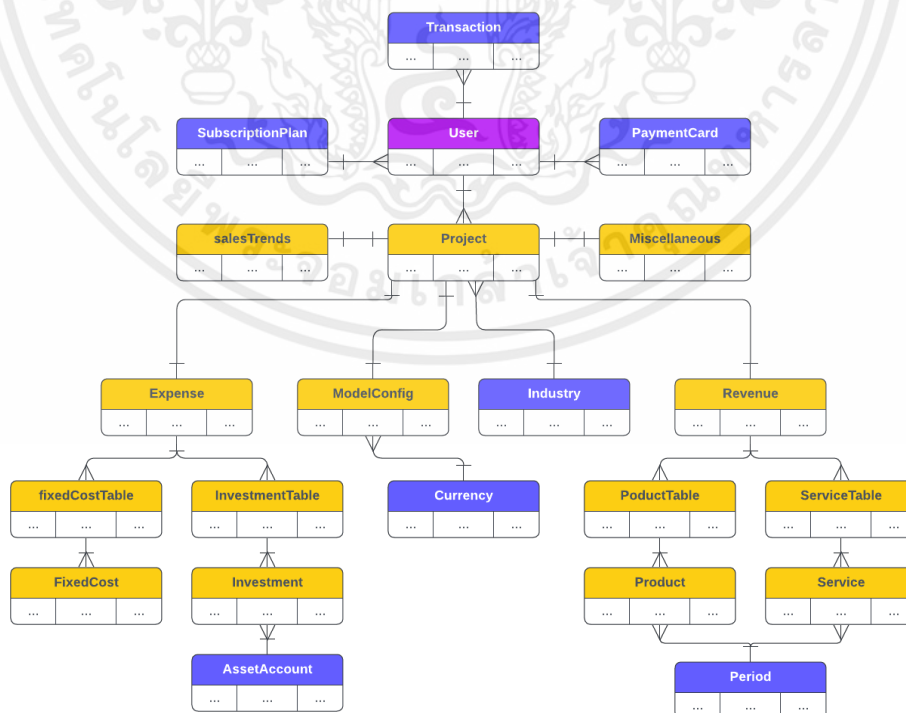 Transaction
... ... ...
SubscriptionPlan User PaymentCard
... ... ... ... ... ... ... ... ...
salesTrends Project Miscellaneous
... ... ... ... ... ... ... ... ...
Expense ModelConfig Industry Revenue
... ... ... ... ... ... ... ... ... ... ... ...
fixedCostTable InvestmentTable Currency PoductTable ServiceTable
... ... ... ... ... ... ... ... ... ... ... ... ... ... ...
FixedCost Investment Product Service
... ... ... ... ... ... ... ... ... ... ... ...
AssetAccount Period
... ... ... ... ... ...